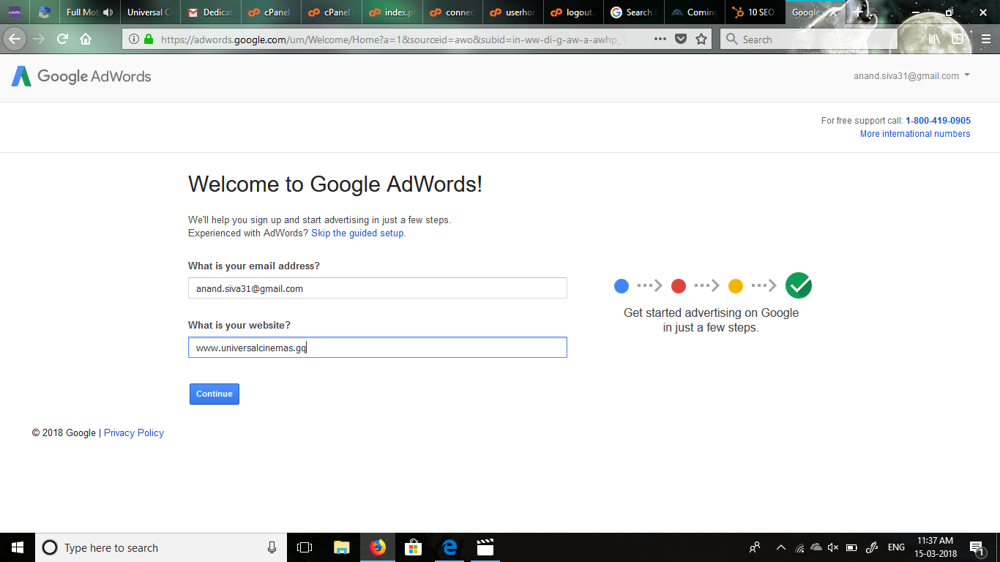 Full Mot
Universal Ci
Dedicat
cPanel
cPanel
index.p
connec
userhor
logout.
Search
Coming
10 SEO
Google
https://adwords.google.com/um/Welcome/Home?a=1&sourceid=awo&subid=in-ww-di-g-aw-a-awhp_1
Search
Google AdWords
anand.siva31@gmail.com
For free support call: 1-800-419-0905
More international numbers
Welcome to Google AdWords!
We'll help you sign up and start advertising in just a few steps.
Experienced with AdWords? Skip the guided setup.
What is your email address?
anand.siva31@gmail.com
What is your website?
www.universalcinemas.gq
Get started advertising on Google
in just a few steps.
Continue
© 2018 Google | Privacy Policy
Type here to search
ENG
11:37 AM
15-03-2018
1